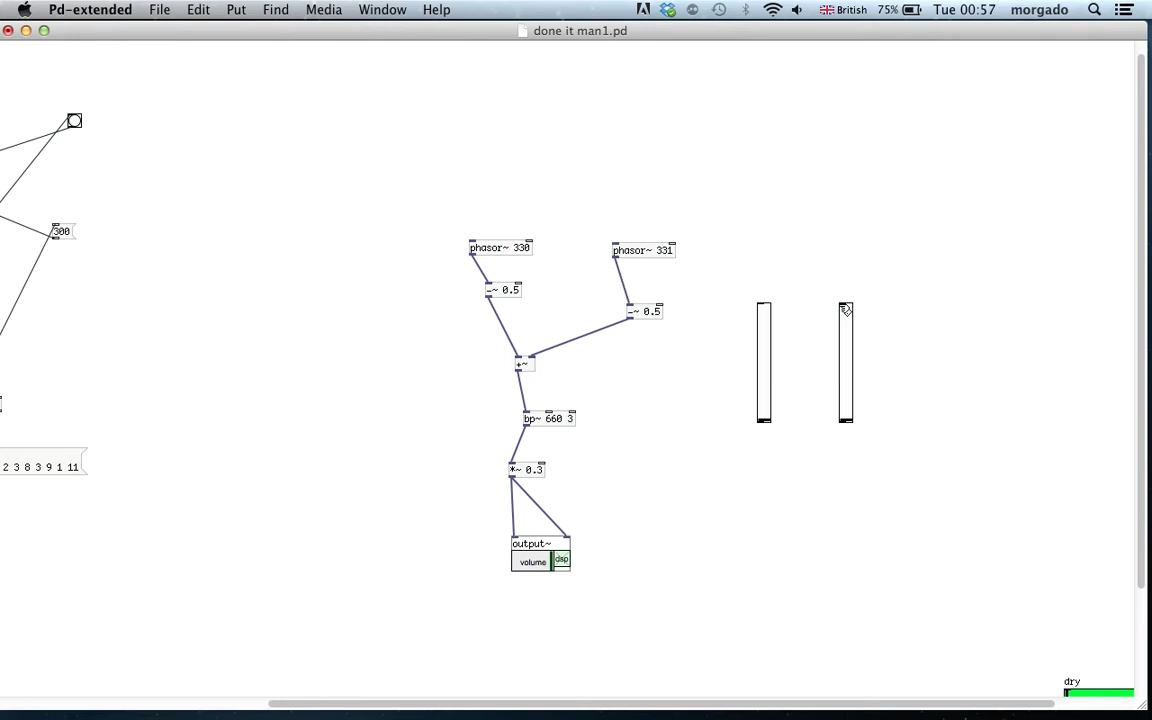 Pd-extended File Edit Put Find Media Window Help British 75% Tue 00:57 morgado
done it man1.pd
300
phasor~ 330
phasor~ 331
-~ 0.5
-~ 0.5
+~
bp~ 660 3
2 3 8 3 9 1 11
*~ 0.3
output~
volume dsp
dry